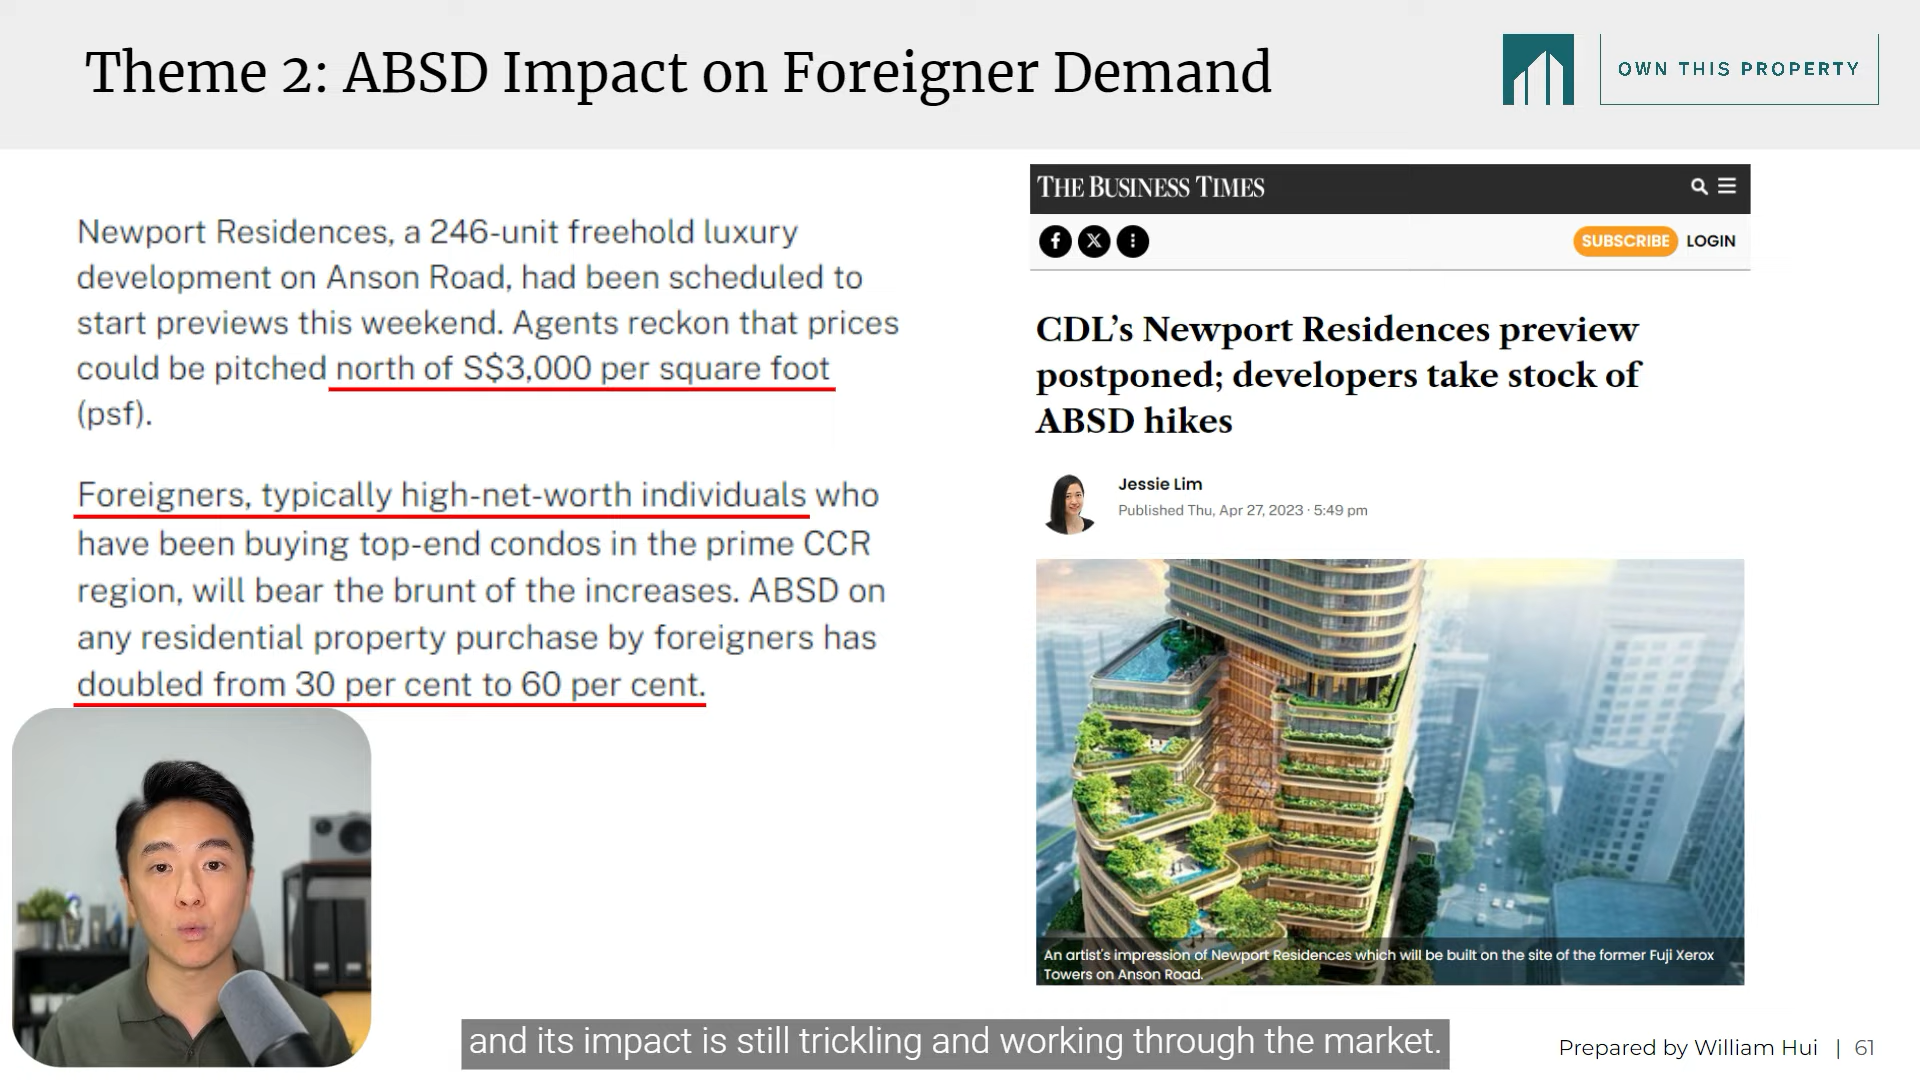 Theme 2: ABSD Impact on Foreigner Demand
OWN THIS PROPERTY
Newport Residences, a 246-unit freehold luxury
development on Anson Road, had been scheduled to
start previews this weekend. Agents reckon that prices
could be pitched north of S$3,000 per square foot
(psf).
Foreigners, typically high-net-worth individuals who
have been buying top-end condos in the prime CCR
region, will bear the brunt of the increases. ABSD on
any residential property purchase by foreigners has
doubled from 30 per cent to 60 per cent.
THE BUSINESS TIMES
SUBSCRIBE LOGIN
CDL’s Newport Residences preview
postponed; developers take stock of
ABSD hikes
Jessie Lim
Published Thu, Apr 27, 2023 · 5:49 pm
An artist's impression of Newport Residences which will be built on the site of the former Fuji Xerox
Towers on Anson Road.
and its impact is still trickling and working through the market.
Prepared by William Hui | 61